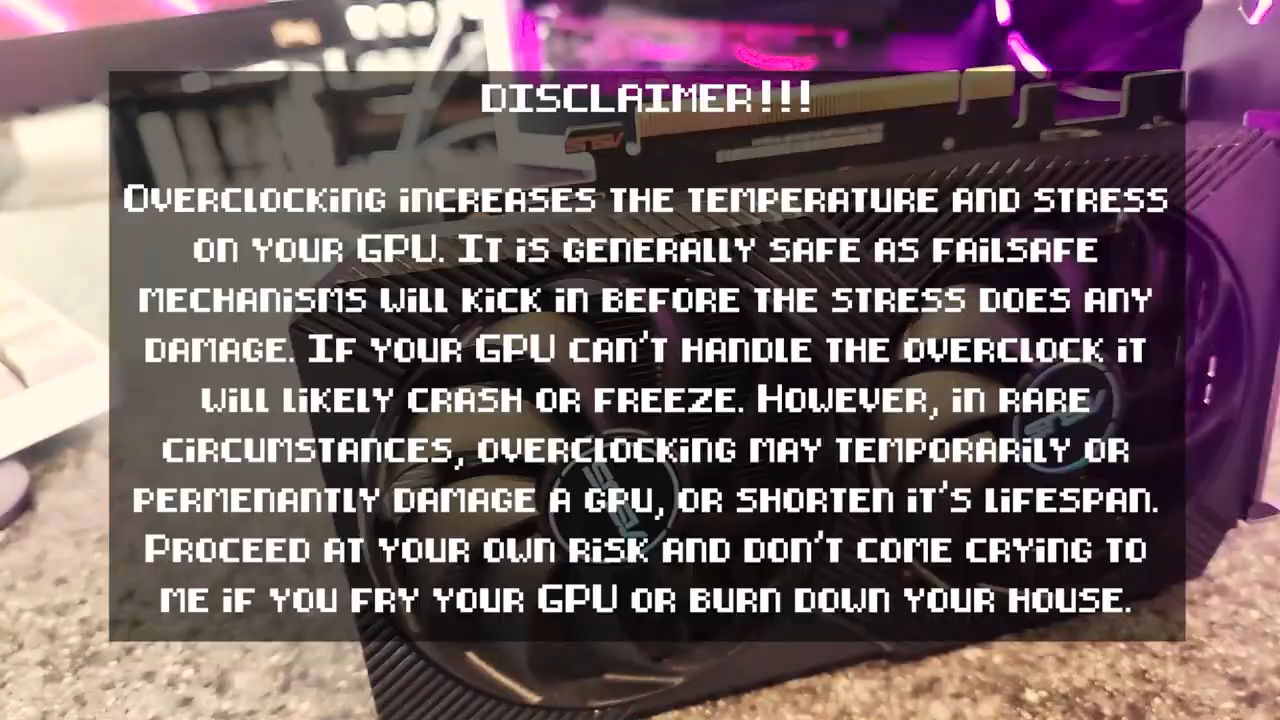 DISCLAIMER!!!
Overclocking increases the temperature and stress
on your GPU. It is generally safe as failsafe
mechanisms will kick in before the stress does any
damage. If your GPU can't handle the overclock it
will likely crash or freeze. However, in rare
circumstances, overclocking may temporarily or
permenantly damage a gpu, or shorten it's lifespan.
Proceed at your own risk and don't come crying to
me if you fry your GPU or burn down your house.